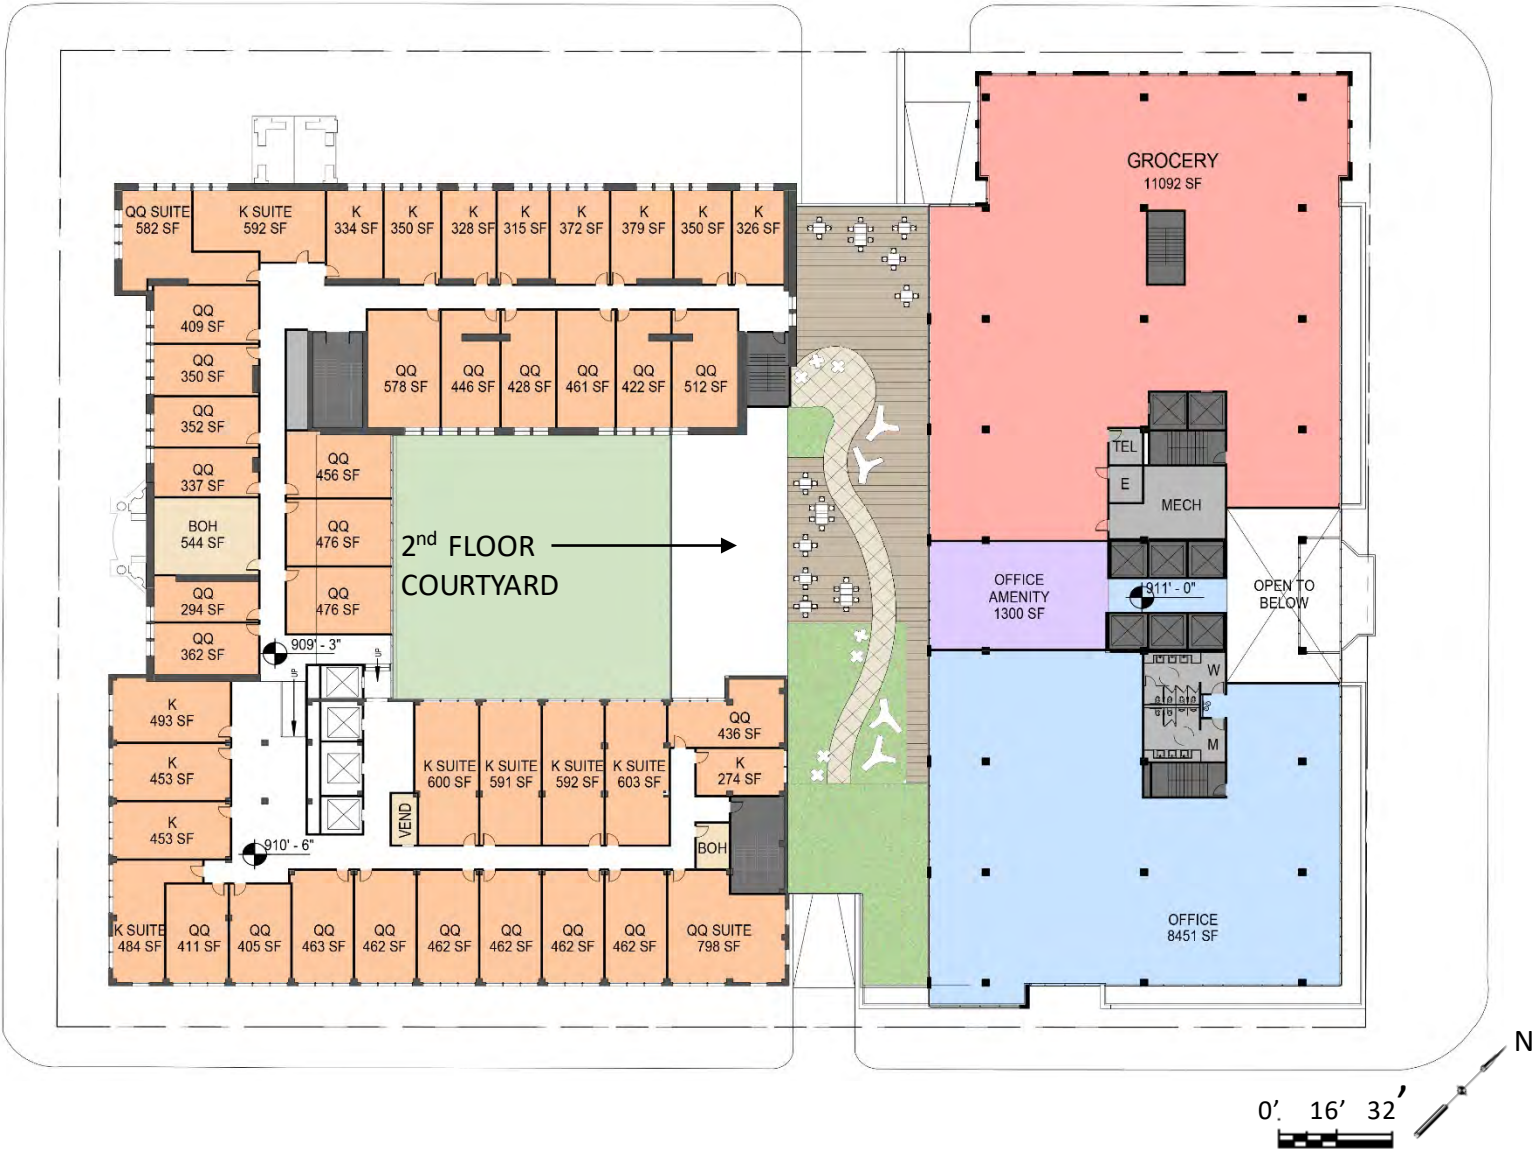 GROCERY
11092 SF
QQ SUITE
582 SF
K SUITE
592 SF
K
334 SF
K
350 SF
K
328 SF
K
315 SF
K
372 SF
K
379 SF
K
350 SF
K
326 SF
QQ
409 SF
QQ
350 SF
QQ
352 SF
QQ
337 SF
BOH
544 SF
QQ
294 SF
QQ
362 SF
QQ
578 SF
QQ
446 SF
QQ
428 SF
QQ
461 SF
QQ
422 SF
QQ
512 SF
QQ
456 SF
QQ
476 SF
QQ
476 SF
2nd FLOOR
COURTYARD
TEL
E
MECH
OFFICE
AMENITY
1300 SF
911' - 0"
OPEN TO
BELOW
W
M
909' - 3"
UP
UP
K
493 SF
K
453 SF
K
453 SF
910' - 6"
K SUITE
600 SF
K SUITE
591 SF
K SUITE
592 SF
K SUITE
603 SF
QQ
436 SF
K
274 SF
VEND
BOH
K SUITE
484 SF
QQ
411 SF
QQ
405 SF
QQ
463 SF
QQ
462 SF
QQ
462 SF
QQ
462 SF
QQ
462 SF
QQ
462 SF
QQ SUITE
798 SF
OFFICE
8451 SF
N
0' 16' 32'